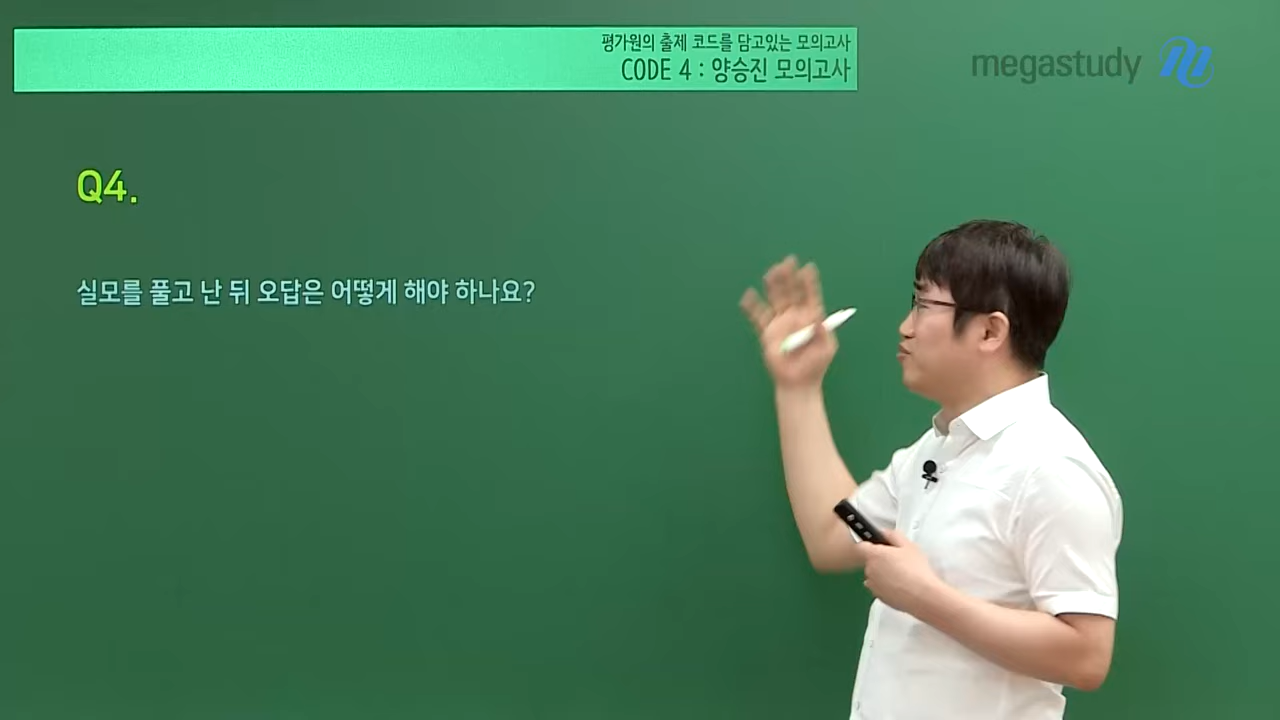 평가원의 출제 코드를 담고있는 모의고사
CODE 4 : 양승진 모의고사
megastudy
Q4.
실모를 풀고 난 뒤 오답은 어떻게 해야 하나요?